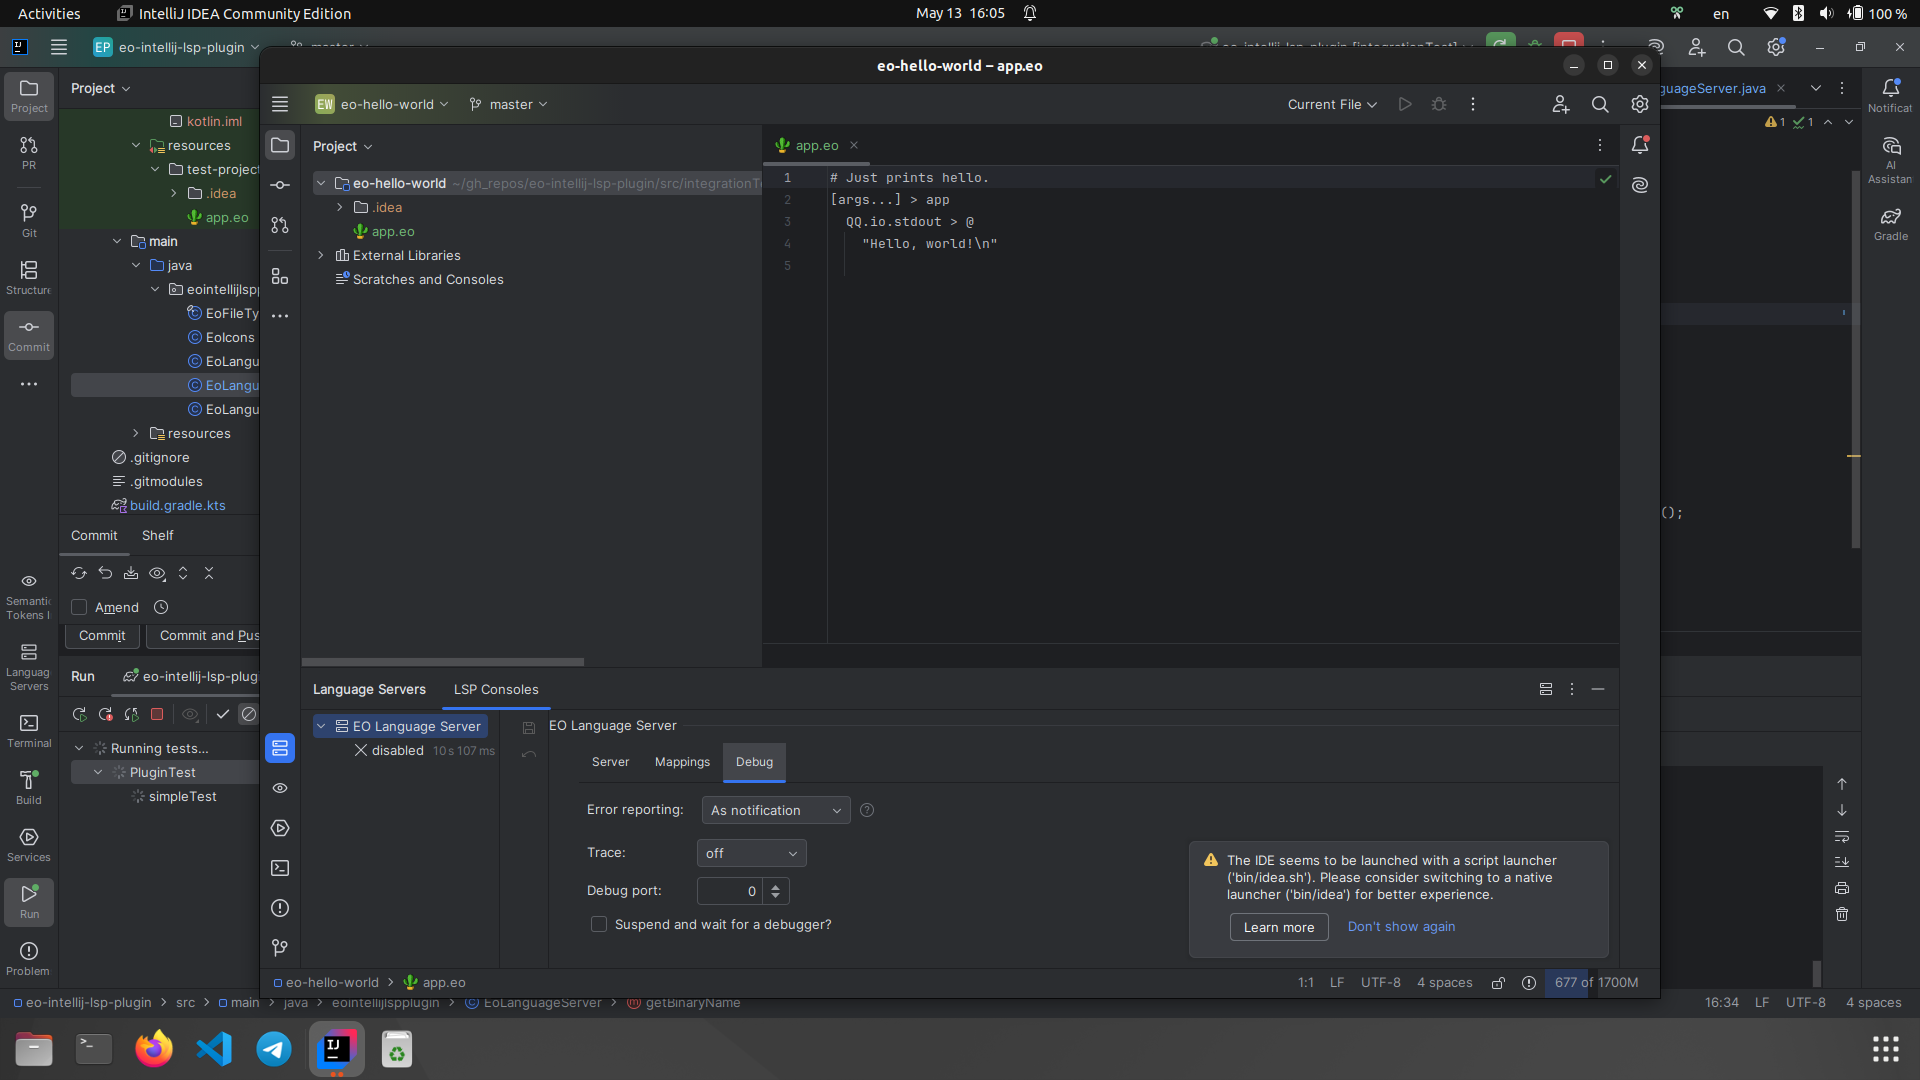 Activities
IntelliJ IDEA Community Edition
May 13 16:05
en
100 %
EP eo-intellij-lsp-plugin
eo-hello-world – app.eo
EW eo-hello-world
master
Current File
Project
PR
Git
Structure
Commit
Project
kotlin.iml
resources
test-project
.idea
app.eo
main
java
eointellijlspp
EoFileTy
EoIcons
EoLangu
EoLangu
EoLangu
resources
.gitignore
.gitmodules
build.gradle.kts
Commit
Shelf
Amend
Commit
Commit and Pus
Run
eo-intellij-lsp-plug
Running tests...
PluginTest
simpleTest
Semantic
Tokens I
Language
Servers
Terminal
Build
Services
Run
Problem
Project
eo-hello-world ~/gh_repos/eo-intellij-lsp-plugin/src/integrationTe
.idea
app.eo
External Libraries
Scratches and Consoles
app.eo
1 # Just prints hello.
2 [args...] > app
3 QQ.io.stdout > @
4 "Hello, world!\n"
5
guageServer.java
1
1
();
Notificat
AI
Assistant
Gradle
Language Servers
LSP Consoles
EO Language Server
disabled 10 s 107 ms
EO Language Server
Server
Mappings
Debug
Error reporting:
As notification
Trace:
off
Debug port:
0
Suspend and wait for a debugger?
The IDE seems to be launched with a script launcher
('bin/idea.sh'). Please consider switching to a native
launcher ('bin/idea') for better experience.
Learn more
Don't show again
eo-hello-world
app.eo
1:1
LF
UTF-8
4 spaces
677 of 1700M
eo-intellij-lsp-plugin
src
main
java
eointellijlspplugin
EoLanguageServer
getBinaryName
16:34
LF
UTF-8
4 spaces